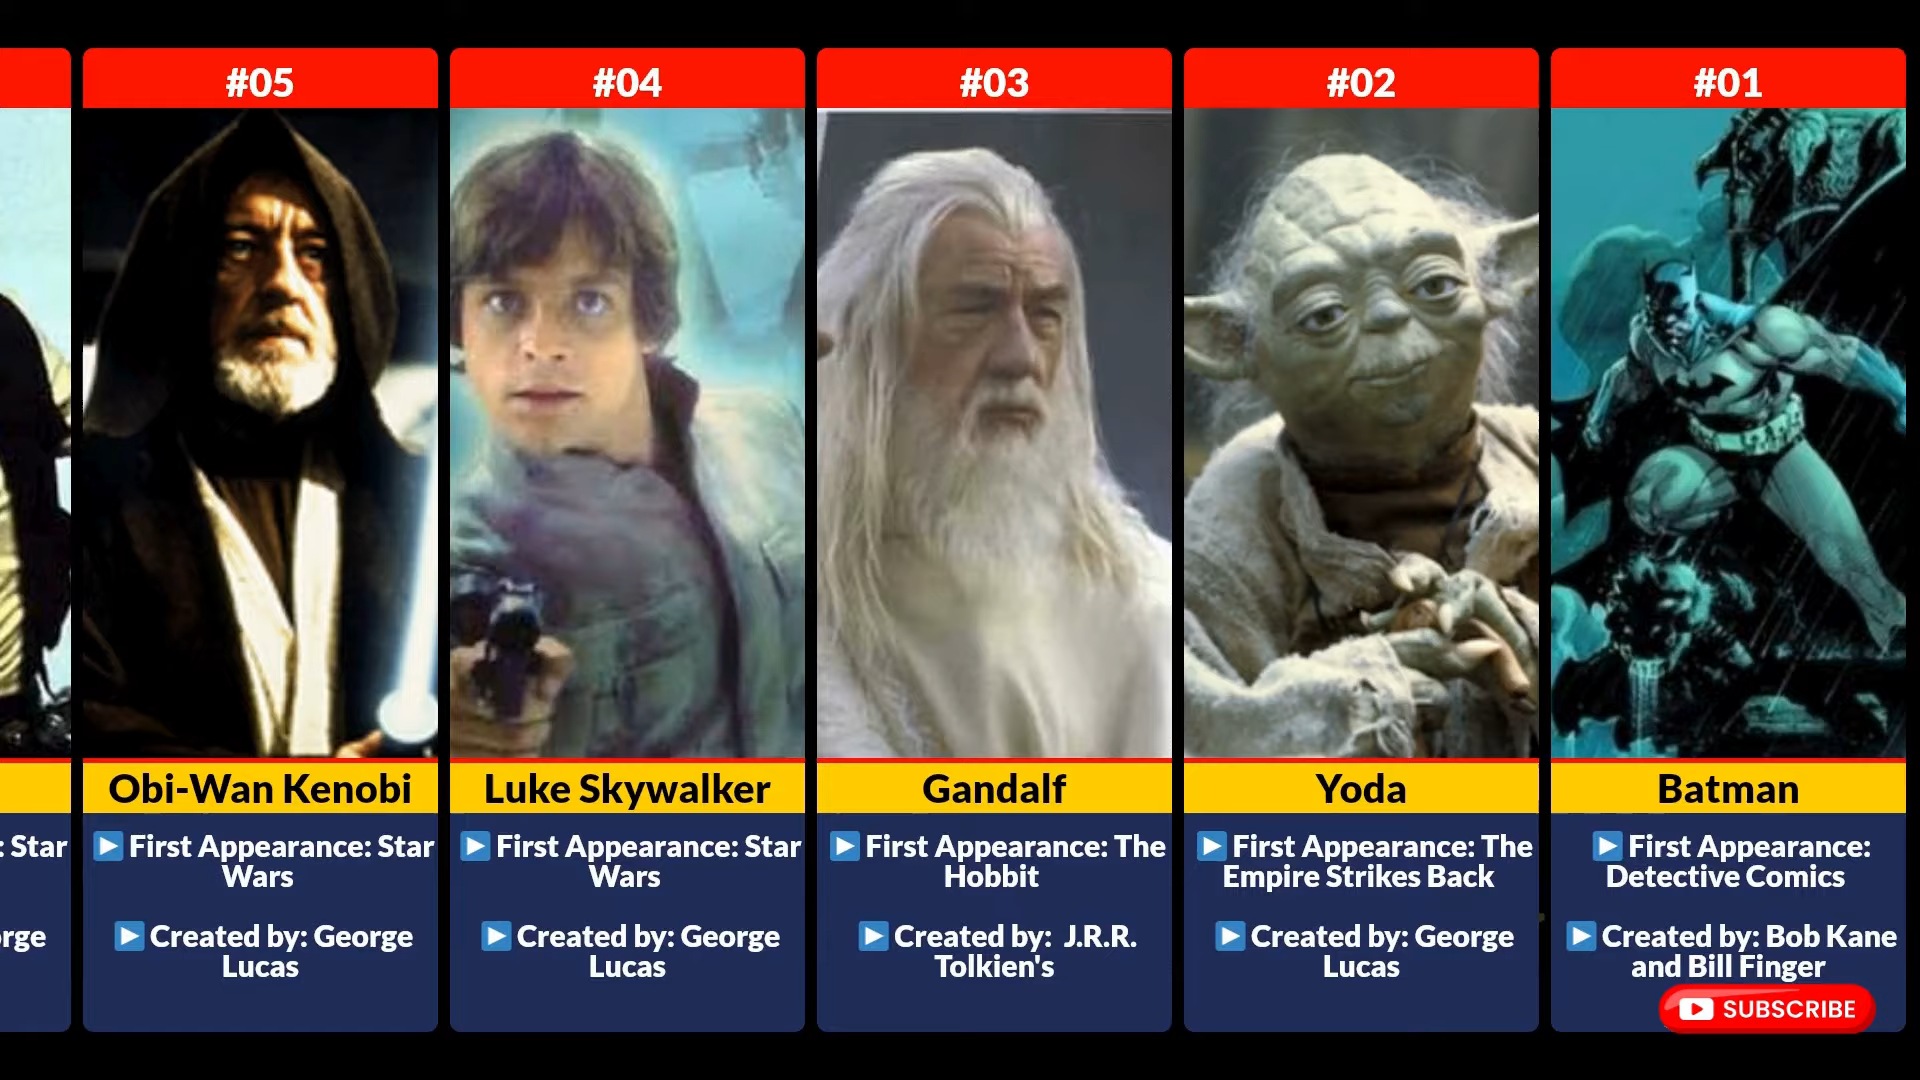 #05
#04
#03
#02
#01
Obi-Wan Kenobi
Luke Skywalker
Gandalf
Yoda
Batman
: Star
rge
First Appearance: Star
Wars
Created by: George
Lucas
First Appearance: Star
Wars
Created by: George
Lucas
First Appearance: The
Hobbit
Created by: J.R.R.
Tolkien's
First Appearance: The
Empire Strikes Back
Created by: George
Lucas
First Appearance:
Detective Comics
Created by: Bob Kane
and Bill Finger
SUBSCRIBE